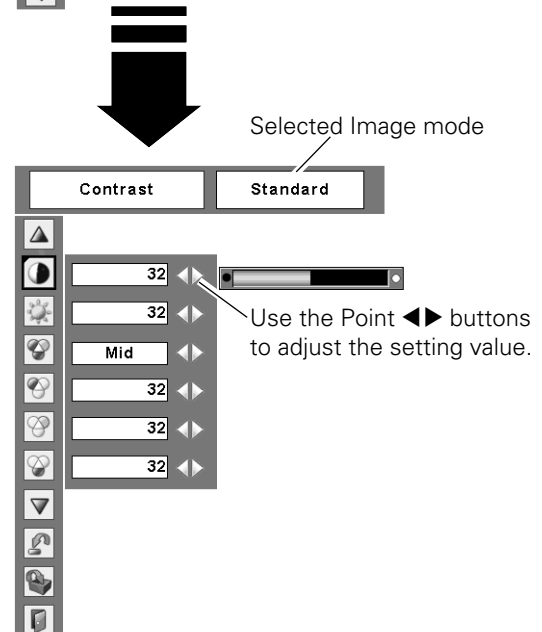 Selected Image mode
Contrast Standard
32
32
Use the Point ◀▶ buttons
to adjust the setting value.
Mid
32
32
32